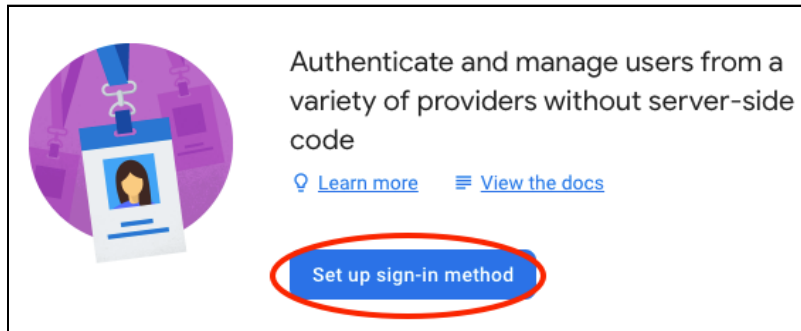 Authenticate and manage users from a
variety of providers without server-side
code
Learn more View the docs
Set up sign-in method